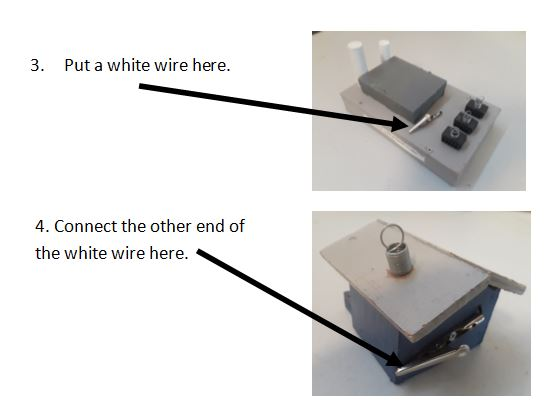 3. Put a white wire here.
4. Connect the other end of
the white wire here.